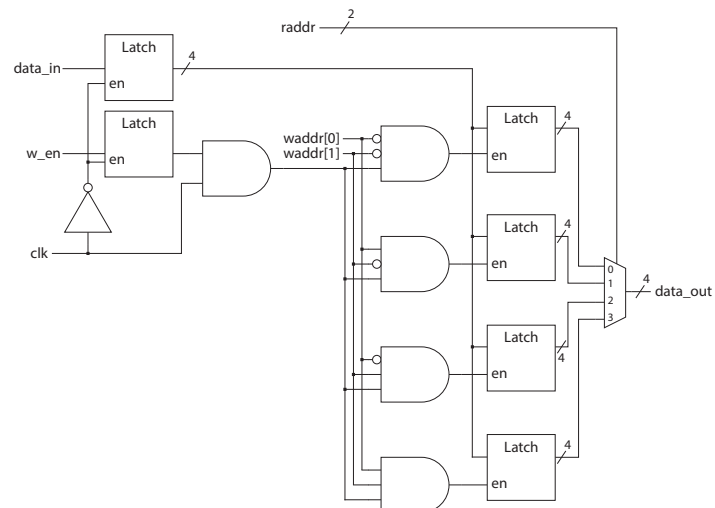 raddr
2
Latch
4
data_in
en
Latch
w_en
en
waddr[0]
waddr[1]
Latch
4
en
clk
Latch
4
en
0
1
2
3
4
data_out
Latch
4
en
Latch
4
en